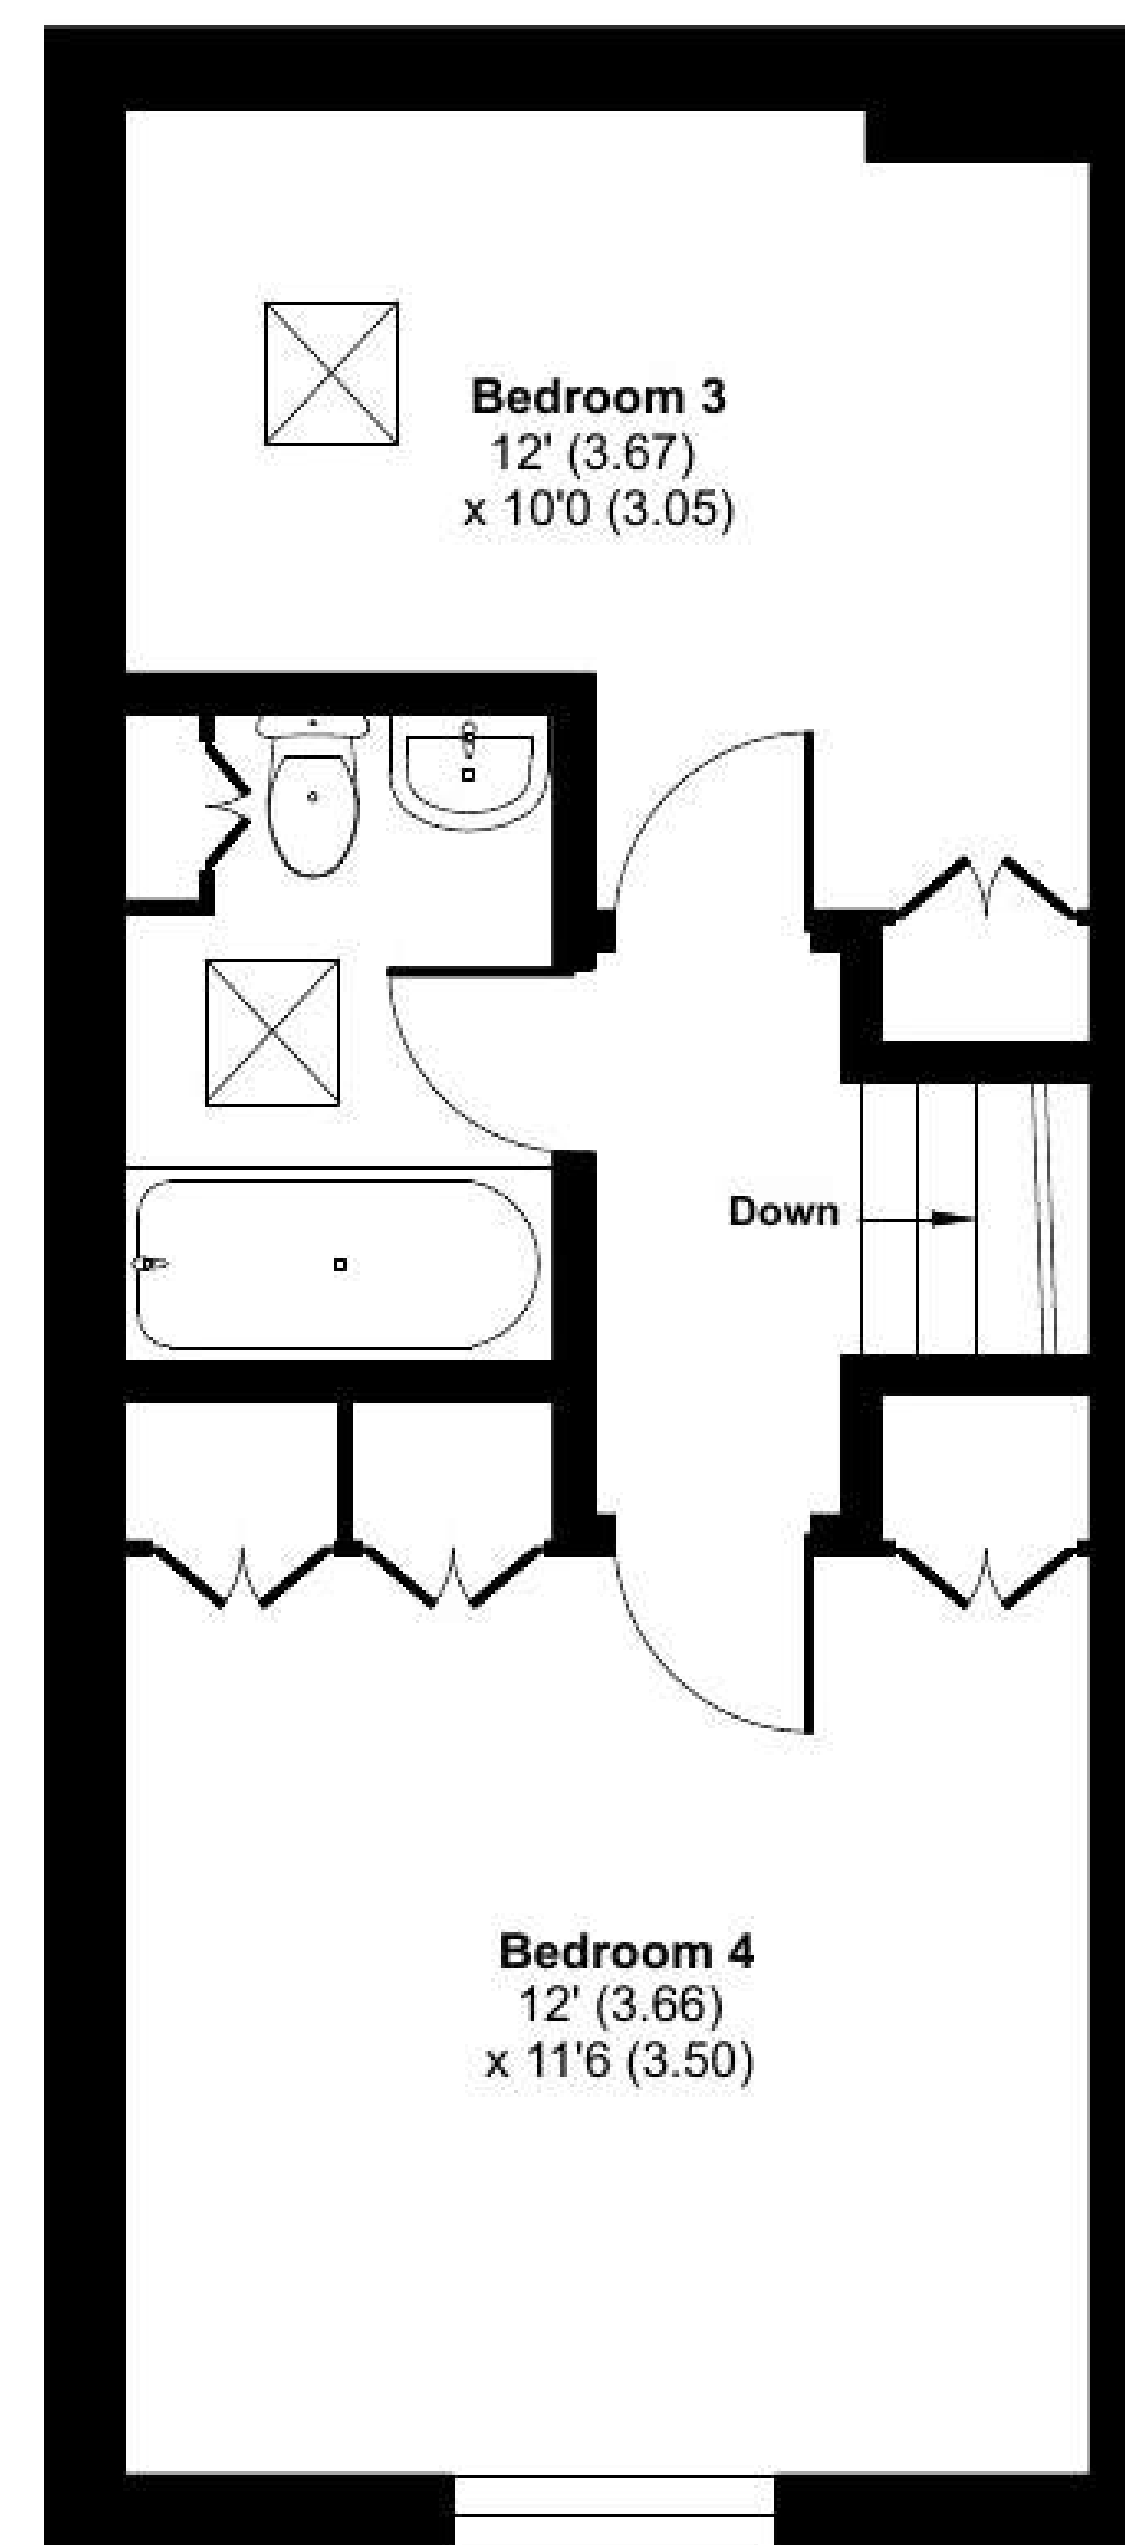 Bedroom 3
12' (3.67)
x 10'0 (3.05)
Down
Bedroom 4
12' (3.66)
x 11'6 (3.50)